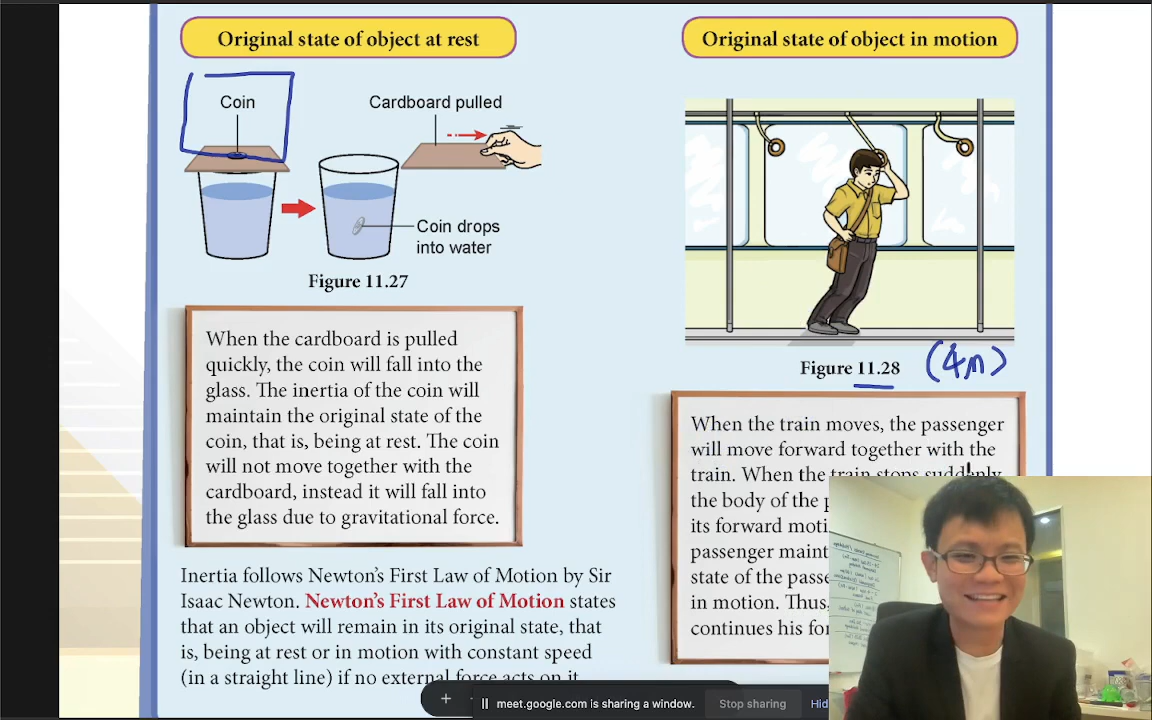 Original state of object at rest
Coin
Cardboard pulled
Coin drops
into water
Figure 11.27
When the cardboard is pulled
quickly, the coin will fall into the
glass. The inertia of the coin will
maintain the original state of the
coin, that is, being at rest. The coin
will not move together with the
cardboard, instead it will fall into
the glass due to gravitational force.
Inertia follows Newton's First Law of Motion by Sir
Isaac Newton. Newton's First Law of Motion states
that an object will remain in its original state, that
is, being at rest or in motion with constant speed
(in a straight line) if no external force acts on it
Original state of object in motion
Figure 11.28 (4m)
When the train moves, the passenger
will move forward together with the
train. When the train stops suddenly
the body of the
its forward
passenger
state of the
in motion. Thus,
continues his
meet.google.com is sharing a window.
Stop sharing